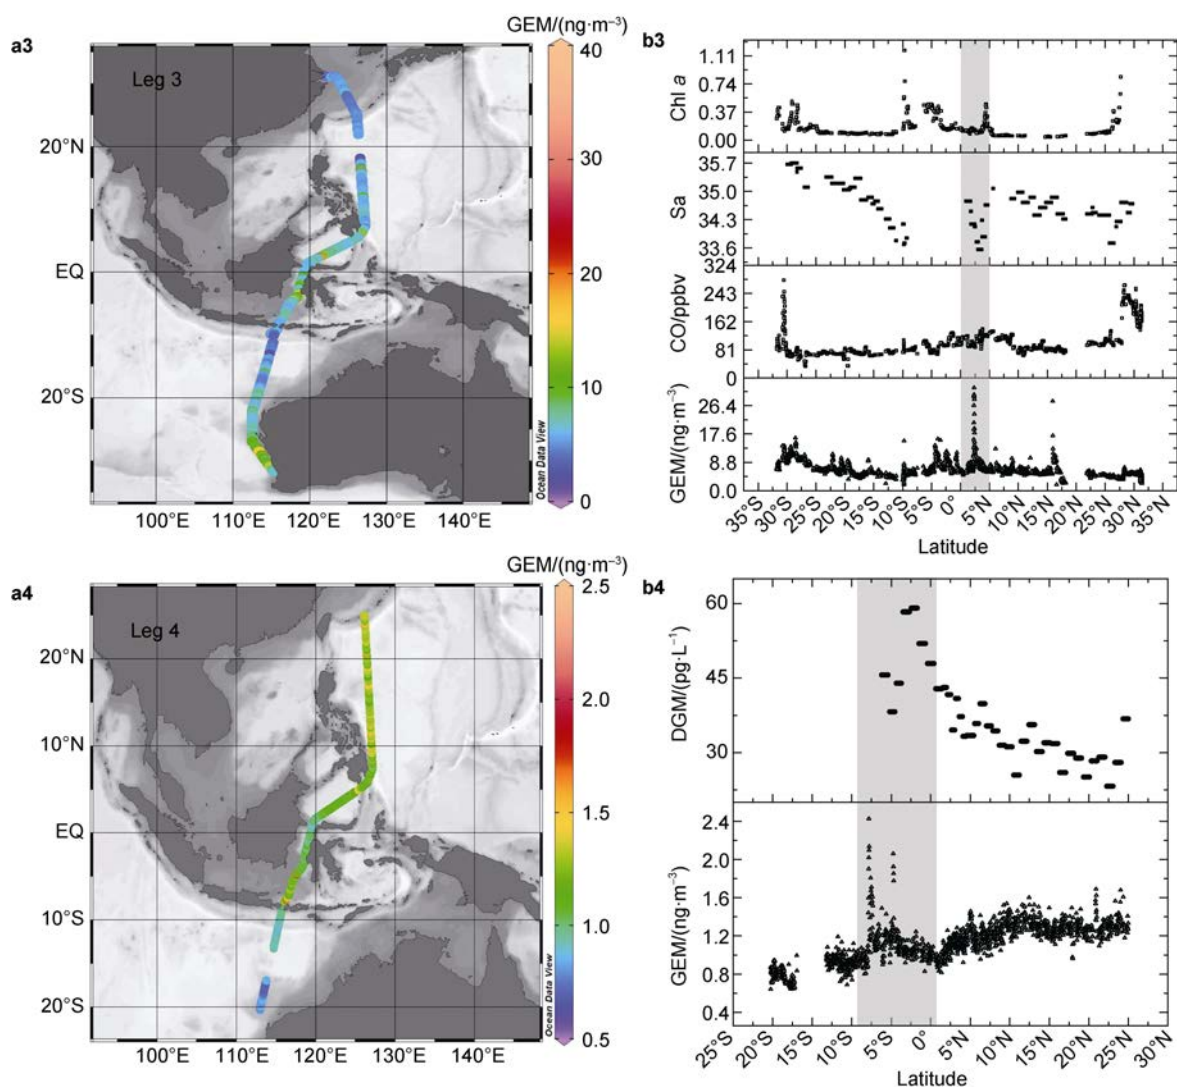 a3
GEM/(ng·m⁻³)
Leg 3
20°N
EQ
20°S
100°E 110°E 120°E 130°E 140°E
40
30
20
10
0
Ocean Data View
b3
Chl a
1.11
0.74
0.37
0.00
Sa
35.7
35.0
34.3
33.6
CO/ppbv
324
243
162
81
0
GEM/(ng·m⁻³)
26.4
17.6
8.8
0.0
35°S 30°S 25°S 20°S 15°S 10°S 5°S 0° 5°N 10°N 15°N 20°N 25°N 30°N 35°N
Latitude
a4
GEM/(ng·m⁻³)
Leg 4
20°N
10°N
EQ
10°S
20°S
100°E 110°E 120°E 130°E 140°E
2.5
2.0
1.5
1.0
0.5
Ocean Data View
b4
DGM/(pg·L⁻¹)
60
45
30
GEM/(ng·m⁻³)
2.4
2.0
1.6
1.2
0.8
0.4
25°S 20°S 15°S 10°S 5°S 0° 5°N 10°N 15°N 20°N 25°N 30°N
Latitude